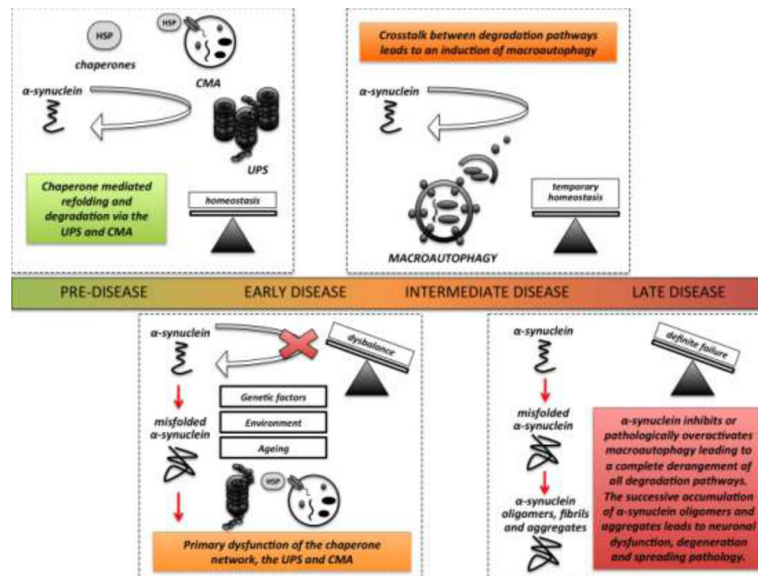 HSP
HSP
chaperones
CMA
α-synuclein
UPS
Chaperone mediated
refolding and
degradation via the
UPS and CMA
homeostasis
Crosstalk between degradation pathways
leads to an induction of macroautophagy
α-synuclein
MACROAUTOPHAGY
temporary
homeostasis
PRE-DISEASE EARLY DISEASE INTERMEDIATE DISEASE LATE DISEASE
α-synuclein
dysbalance
Genetic factors
Environment
Ageing
misfolded
α-synuclein
HSP
Primary dysfunction of the chaperone
network, the UPS and CMA
α-synuclein
definite failure
misfolded
α-synuclein
α-synuclein
oligomers, fibrils
and aggregates
α-synuclein inhibits or
pathologically overactivates
macroautophagy leading to
a complete derangement of
all degradation pathways.
The successive accumulation
of α-synuclein oligomers and
aggregates leads to neuronal
dysfunction, degeneration
and spreading pathology.